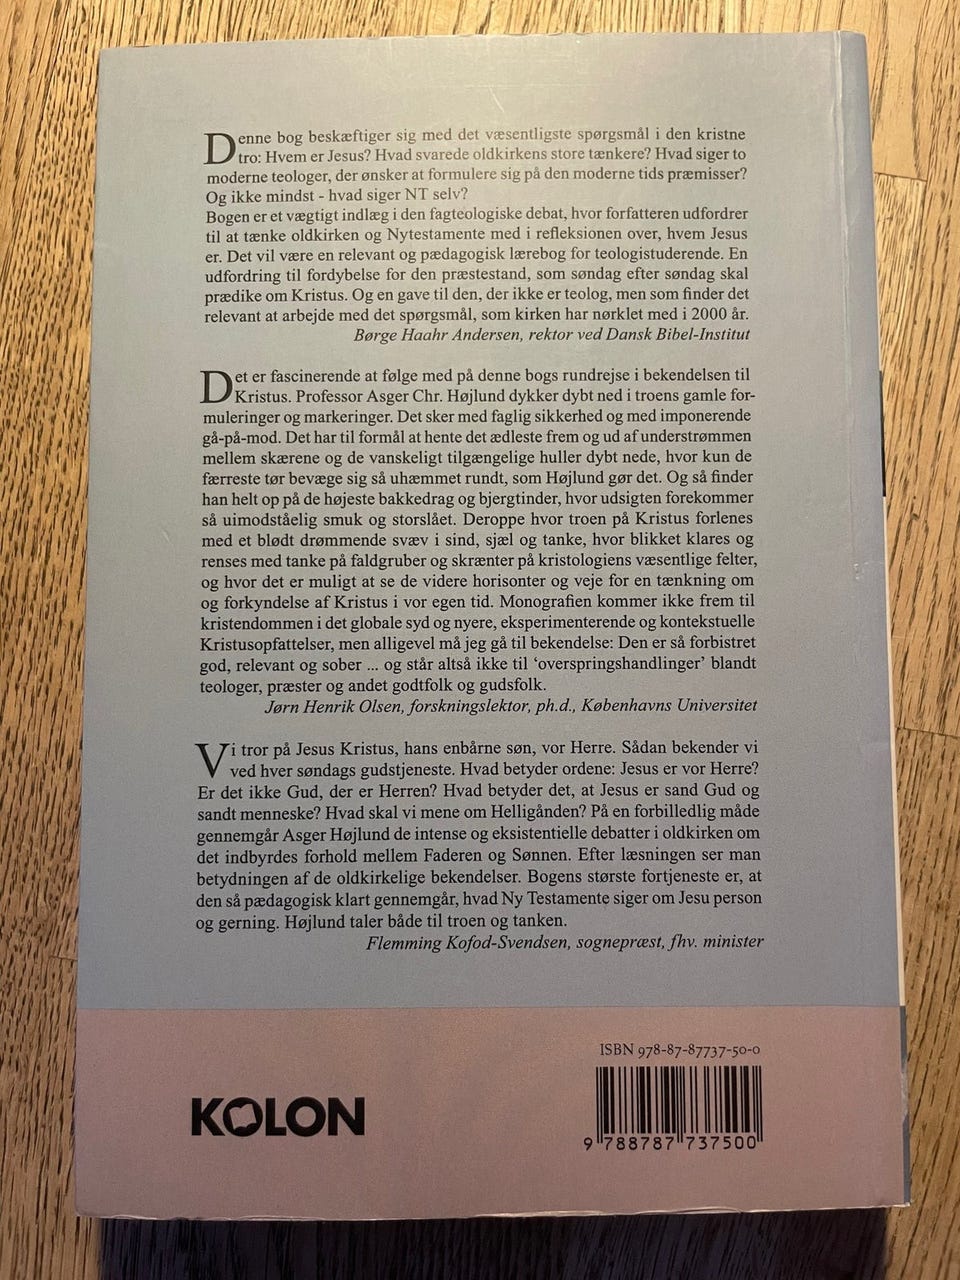 Denne bog beskæftiger sig med det væsentligste spørgsmål i den kristne
tro: Hvem er Jesus? Hvad svarede oldkirkens store tænkere? Hvad siger to
moderne teologer, der ønsker at formulere sig på den moderne tids præmisser?
Og ikke mindst - hvad siger NT selv?
Bogen er et vægtigt indlæg i den fagteologiske debat, hvor forfatteren udfordrer
til at tænke oldkirken og Nytestamente med i refleksionen over, hvem Jesus
er. Det vil være en relevant og pædagogisk lærebog for teologistuderende. En
udfordring til fordybelse for den præstestand, som søndag efter søndag skal
prædike om Kristus. Og en gave til den, der ikke er teolog, men som finder det
relevant at arbejde med det spørgsmål, som kirken har nørklet med i 2000 år.
Børge Haahr Andersen, rektor ved Dansk Bibel-Institut
Det er fascinerende at følge med på denne bogs rundrejse i bekendelsen til
Kristus. Professor Asger Chr. Højlund dykker dybt ned i troens gamle for-
muleringer og markeringer. Det sker med faglig sikkerhed og med imponerende
gå-på-mod. Det har til formål at hente det ædleste frem og ud af understrømmen
mellem skærene og de vanskeligt tilgængelige huller dybt nede, hvor kun de
færreste tør bevæge sig så uhæmmet rundt, som Højlund gør det. Og så finder
han helt op på de højeste bakkedrag og bjergtinder, hvor udsigten forekommer
så uimodståelig smuk og storslået. Deroppe hvor troen på Kristus forlenes
med et blødt drømmende svæv i sind, sjæl og tanke, hvor blikket klares og
renses med tanke på faldgruber og skrænter på kristologiens væsentlige felter,
og hvor det er muligt at se de videre horisonter og veje for en tænkning om
og forkyndelse af Kristus i vor egen tid. Monografien kommer ikke frem til
kristendommen i det globale syd og nyere, eksperimenterende og kontekstuelle
Kristusopfattelser, men alligevel må jeg gå til bekendelse: Den er så forbistret
god, relevant og sober ... og står altså ikke til ‘overspringshandlinger’ blandt
teologer, præster og andet godtfolk og gudsfolk.
Jørn Henrik Olsen, forskningslektor, ph.d., Københavns Universitet
Vi tror på Jesus Kristus, hans enbårne søn, vor Herre. Sådan bekender vi
ved hver søndags gudstjeneste. Hvad betyder ordene: Jesus er vor Herre?
Er det ikke Gud, der er Herren? Hvad betyder det, at Jesus er sand Gud og
sandt menneske? Hvad skal vi mene om Helligånden? På en forbilledlig måde
gennemgår Asger Højlund de intense og eksistentielle debatter i oldkirken om
det indbyrdes forhold mellem Faderen og Sønnen. Efter læsningen ser man
betydningen af de oldkirkelige bekendelser. Bogens største fortjeneste er, at
den så pædagogisk klart gennemgår, hvad Ny Testamente siger om Jesu person
og gerning. Højlund taler både til troen og tanken.
Flemming Kofod-Svendsen, sognepræst, fhv. minister
ISBN 978-87-87737-50-0
KOLON
9 788787 737500